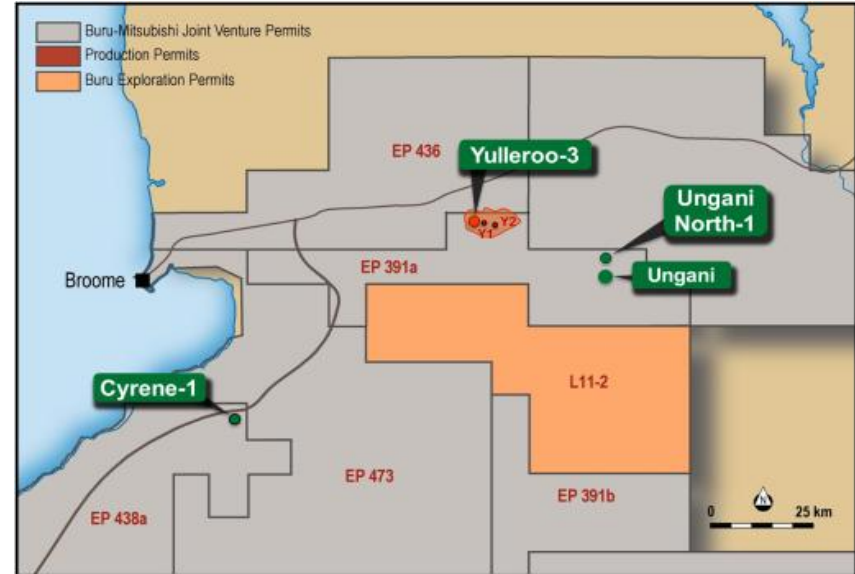 Buru-Mitsubishi Joint Venture Permits
Production Permits
Buru Exploration Permits
EP 436
Yulleroo-3
Ungani
North-1
Y1
Y2
EP 391a
Ungani
Broome
Cyrene-1
L11-2
EP 473
EP 391b
EP 438a
N
0
25 km